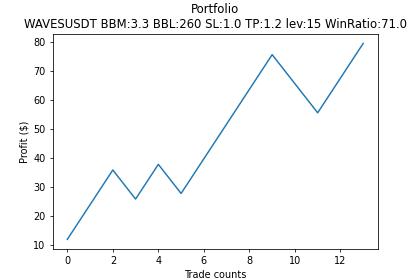 Portfolio
WAVESUSDT BBM:3.3 BBL:260 SL:1.0 TP:1.2 lev:15 WinRatio:71.0
80
70
60
50
40
30
20
10
Profit ($)
0 2 4 6 8 10 12
Trade counts